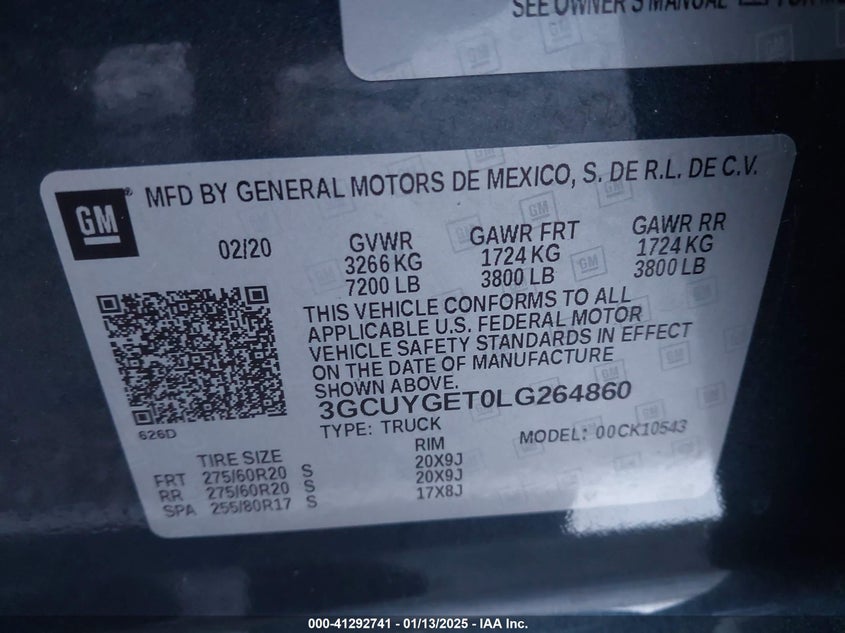 SEE OWNER'S MANUAL
GM
MFD BY GENERAL MOTORS DE MEXICO, S. DE R.L. DE C.V.
02/20 GVWR GAWR FRT GAWR RR
3266 KG 1724 KG 1724 KG
7200 LB 3800 LB 3800 LB
THIS VEHICLE CONFORMS TO ALL
APPLICABLE U.S. FEDERAL MOTOR
VEHICLE SAFETY STANDARDS IN EFFECT
ON THE DATE OF MANUFACTURE
SHOWN ABOVE.
3GCUYGET0LG264860
626D TYPE: TRUCK MODEL: 00CK10543
TIRE SIZE RIM
FRT 275/60R20 S 20X9J
RR 275/60R20 S 20X9J
SPA 255/80R17 S 17X8J
000-41292741 - 01/13/2025 - IAA Inc.